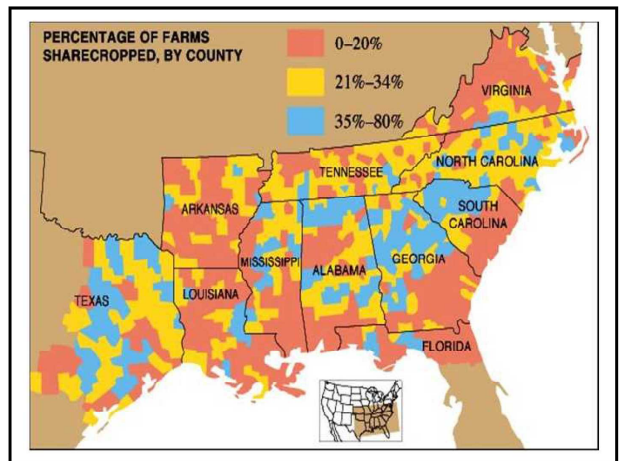 PERCENTAGE OF FARMS
SHARECROPPED, BY COUNTY
0–20%
21%–34%
35%–80%
VIRGINIA
NORTH CAROLINA
TENNESSEE
ARKANSAS
SOUTH
CAROLINA
MISSISSIPPI
ALABAMA
GEORGIA
TEXAS
LOUISIANA
FLORIDA